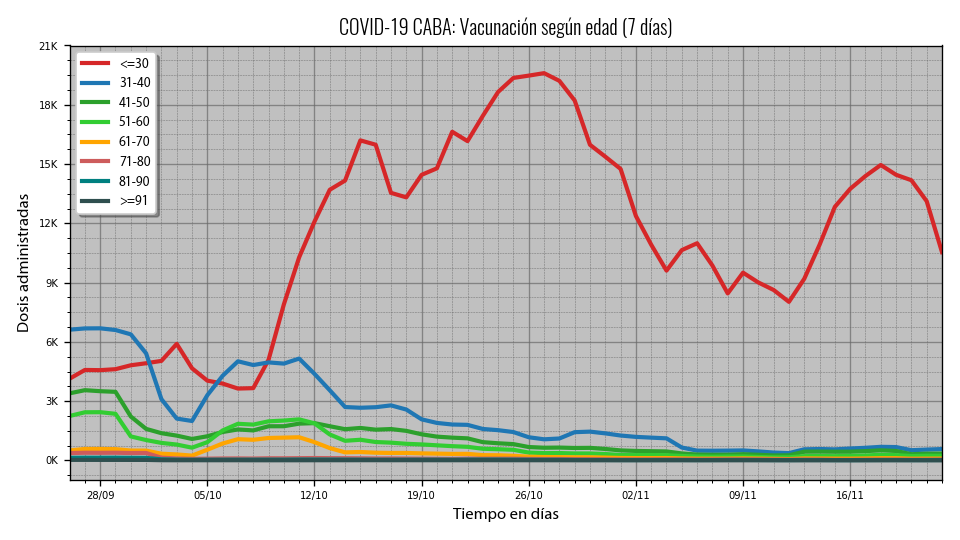 COVID-19 CABA: Vacunación según edad (7 días)
21K
18K
15K
12K
9K
6K
3K
0K
Dosis administradas
<=30
31-40
41-50
51-60
61-70
71-80
81-90
>=91
28/09 05/10 12/10 19/10 26/10 02/11 09/11 16/11
Tiempo en días